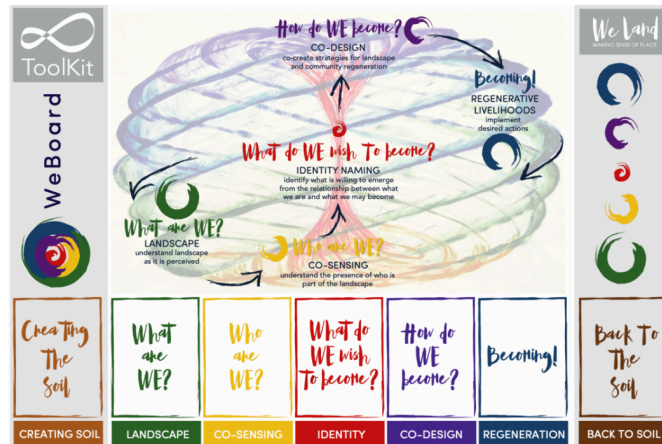 ToolKit
WeBoard
How do WE become?
CO-DESIGN
co-create strategies for landscape
and community regeneration
Becoming!
REGENERATIVE
LIVELIHOODS
implement
desired actions
What do WE wish To become?
IDENTITY NAMING
identify what is willing to emerge
from the relationship between what
we are and what we may become
What are WE?
LANDSCAPE
understand landscape
as it is perceived
Who are WE?
CO-SENSING
understand the presence of who is
part of the landscape
We Land
MAKING SENSE OF PLACE
Creating
The
Soil
CREATING SOIL
What
are
WE?
LANDSCAPE
Who
are
WE?
CO-SENSING
What do
WE wish
To become?
IDENTITY
How do
WE
become?
CO-DESIGN
Becoming!
REGENERATION
Back To
The
Soil
BACK TO SOIL